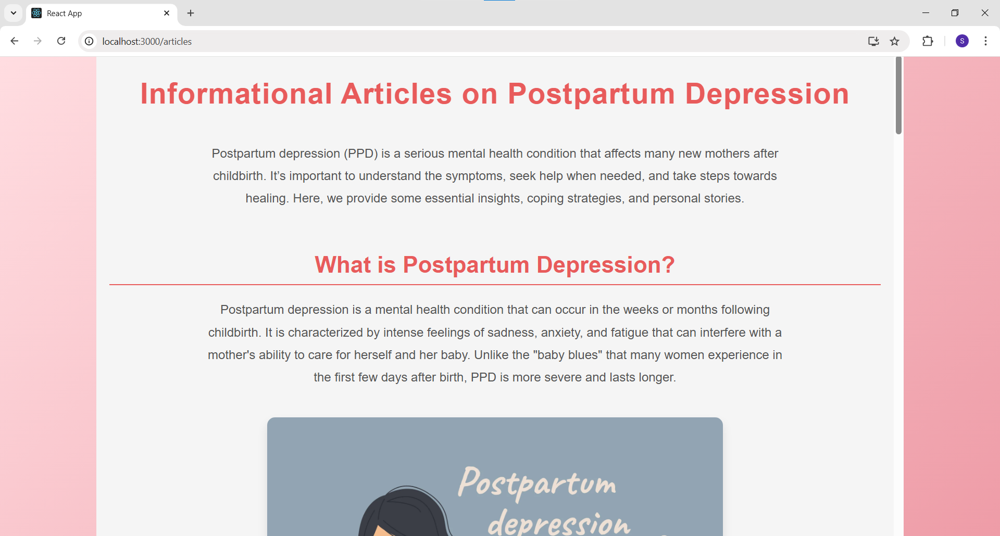 React App
localhost:3000/articles
S
Informational Articles on Postpartum Depression
Postpartum depression (PPD) is a serious mental health condition that affects many new mothers after
childbirth. It’s important to understand the symptoms, seek help when needed, and take steps towards
healing. Here, we provide some essential insights, coping strategies, and personal stories.
What is Postpartum Depression?
Postpartum depression is a mental health condition that can occur in the weeks or months following
childbirth. It is characterized by intense feelings of sadness, anxiety, and fatigue that can interfere with a
mother's ability to care for herself and her baby. Unlike the "baby blues" that many women experience in
the first few days after birth, PPD is more severe and lasts longer.
Postpartum
depression